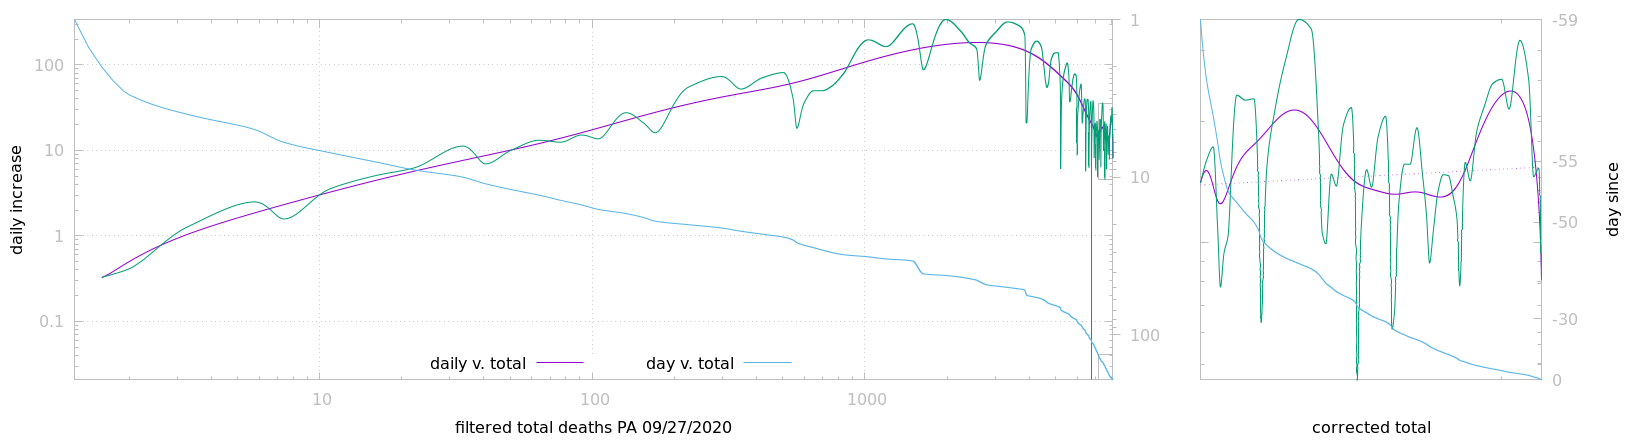 daily increase
100
10
1
0.1
daily v. total
day v. total
10
100
1000
filtered total deaths PA 09/27/2020
1
10
100
-59
-55
-50
-30
0
day since
corrected total